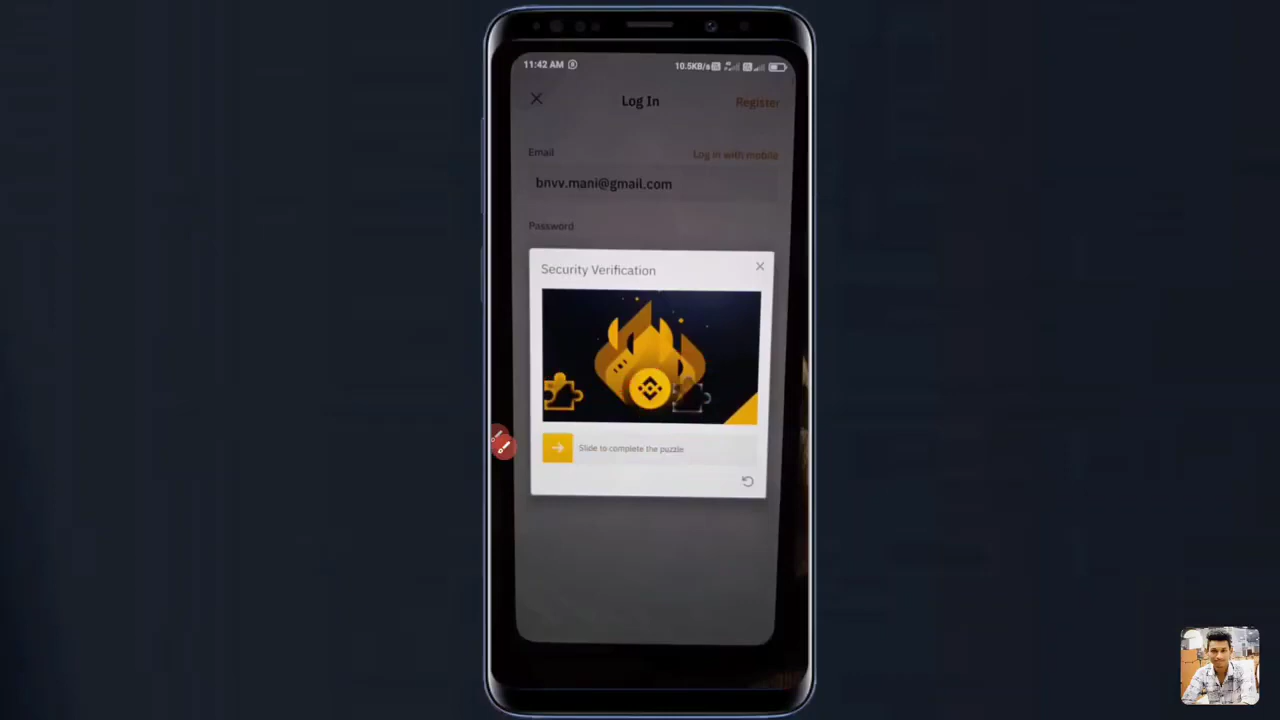 11:42 AM 10.5KB/s
Log In
Register
Email
Log in with mobile
bnvv.mani@gmail.com
Password
Security Verification
Slide to complete the puzzle